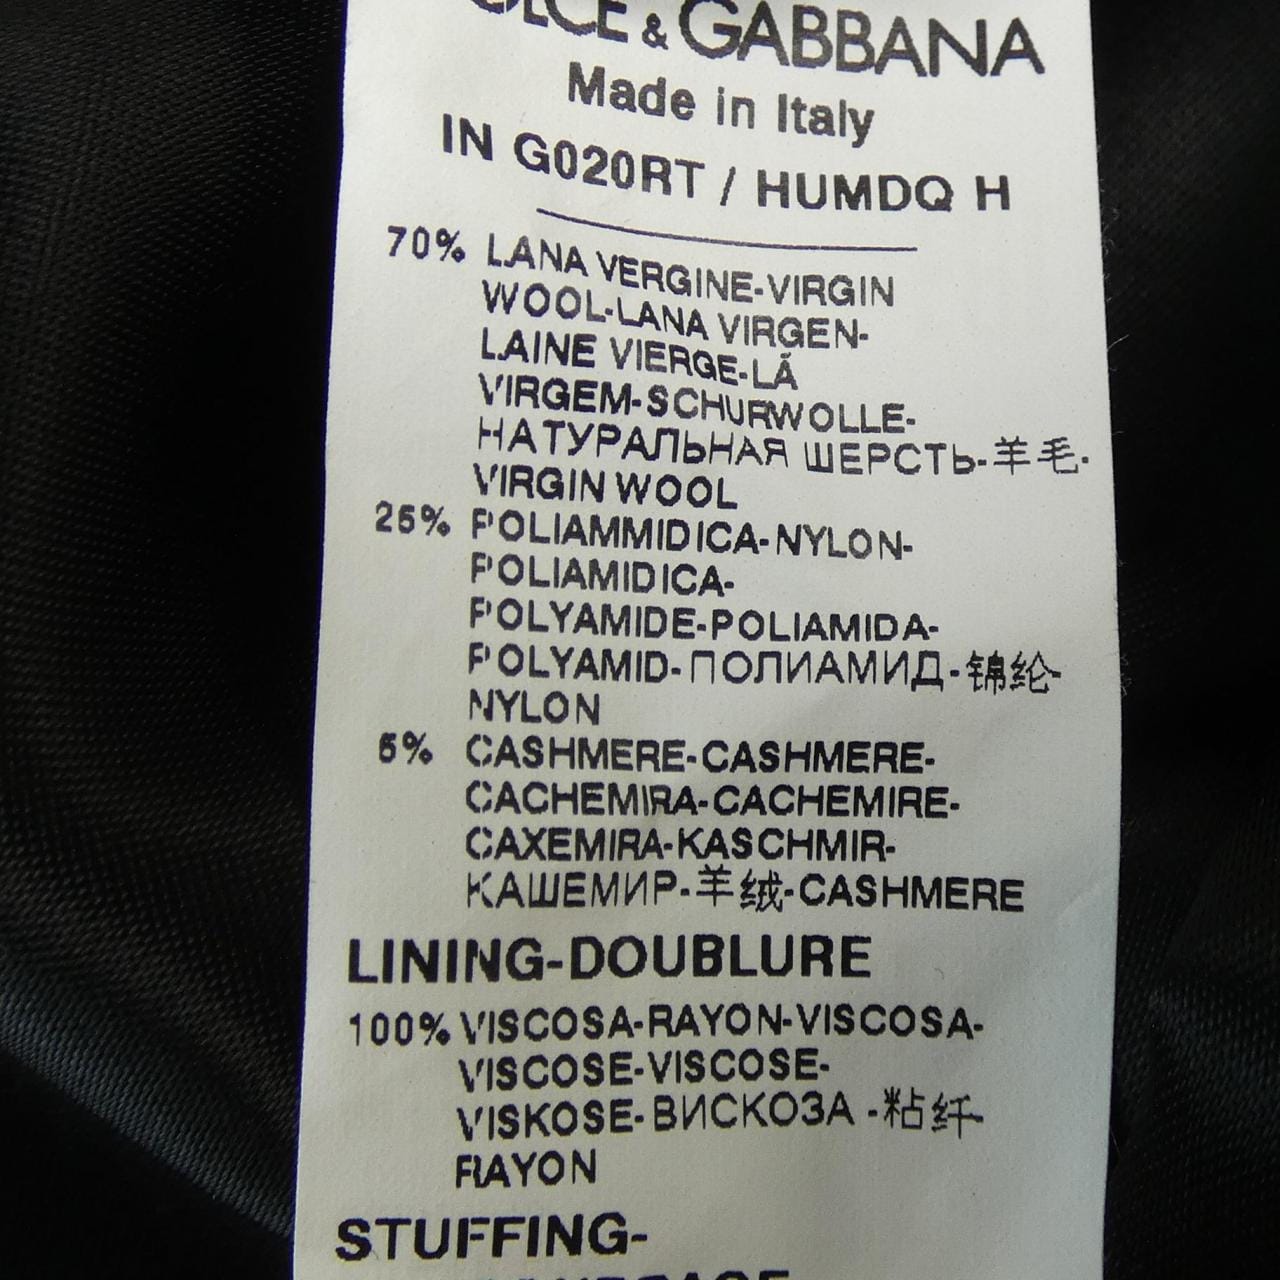 DOLCE & GABBANA
Made in Italy
IN G020RT / HUMDQ H
70% LANA VERGINE-VIRGIN
WOOL-LANA VIRGEN-
LAINE VIERGE-LÃ
VIRGEM-SCHURWOLLE-
НАТУРАЛЬНАЯ ШЕРСТЬ-羊毛-
VIRGIN WOOL
25% POLIAMMIDICA-NYLON-
POLIAMIDICA-
POLYAMIDE-POLIAMIDA-
POLYAMID-ПОЛИАМИД-锦纶-
NYLON
5% CASHMERE-CASHMERE-
CACHEMIRA-CACHEMIRE-
CAXEMIRA-KASCHMIR-
КАШЕМИР-羊绒-CASHMERE
LINING-DOUBLURE
100% VISCOSA-RAYON-VISCOSA-
VISCOSE-VISCOSE-
VISKOSE-ВИСКОЗА -粘纤-
RAYON
STUFFING-